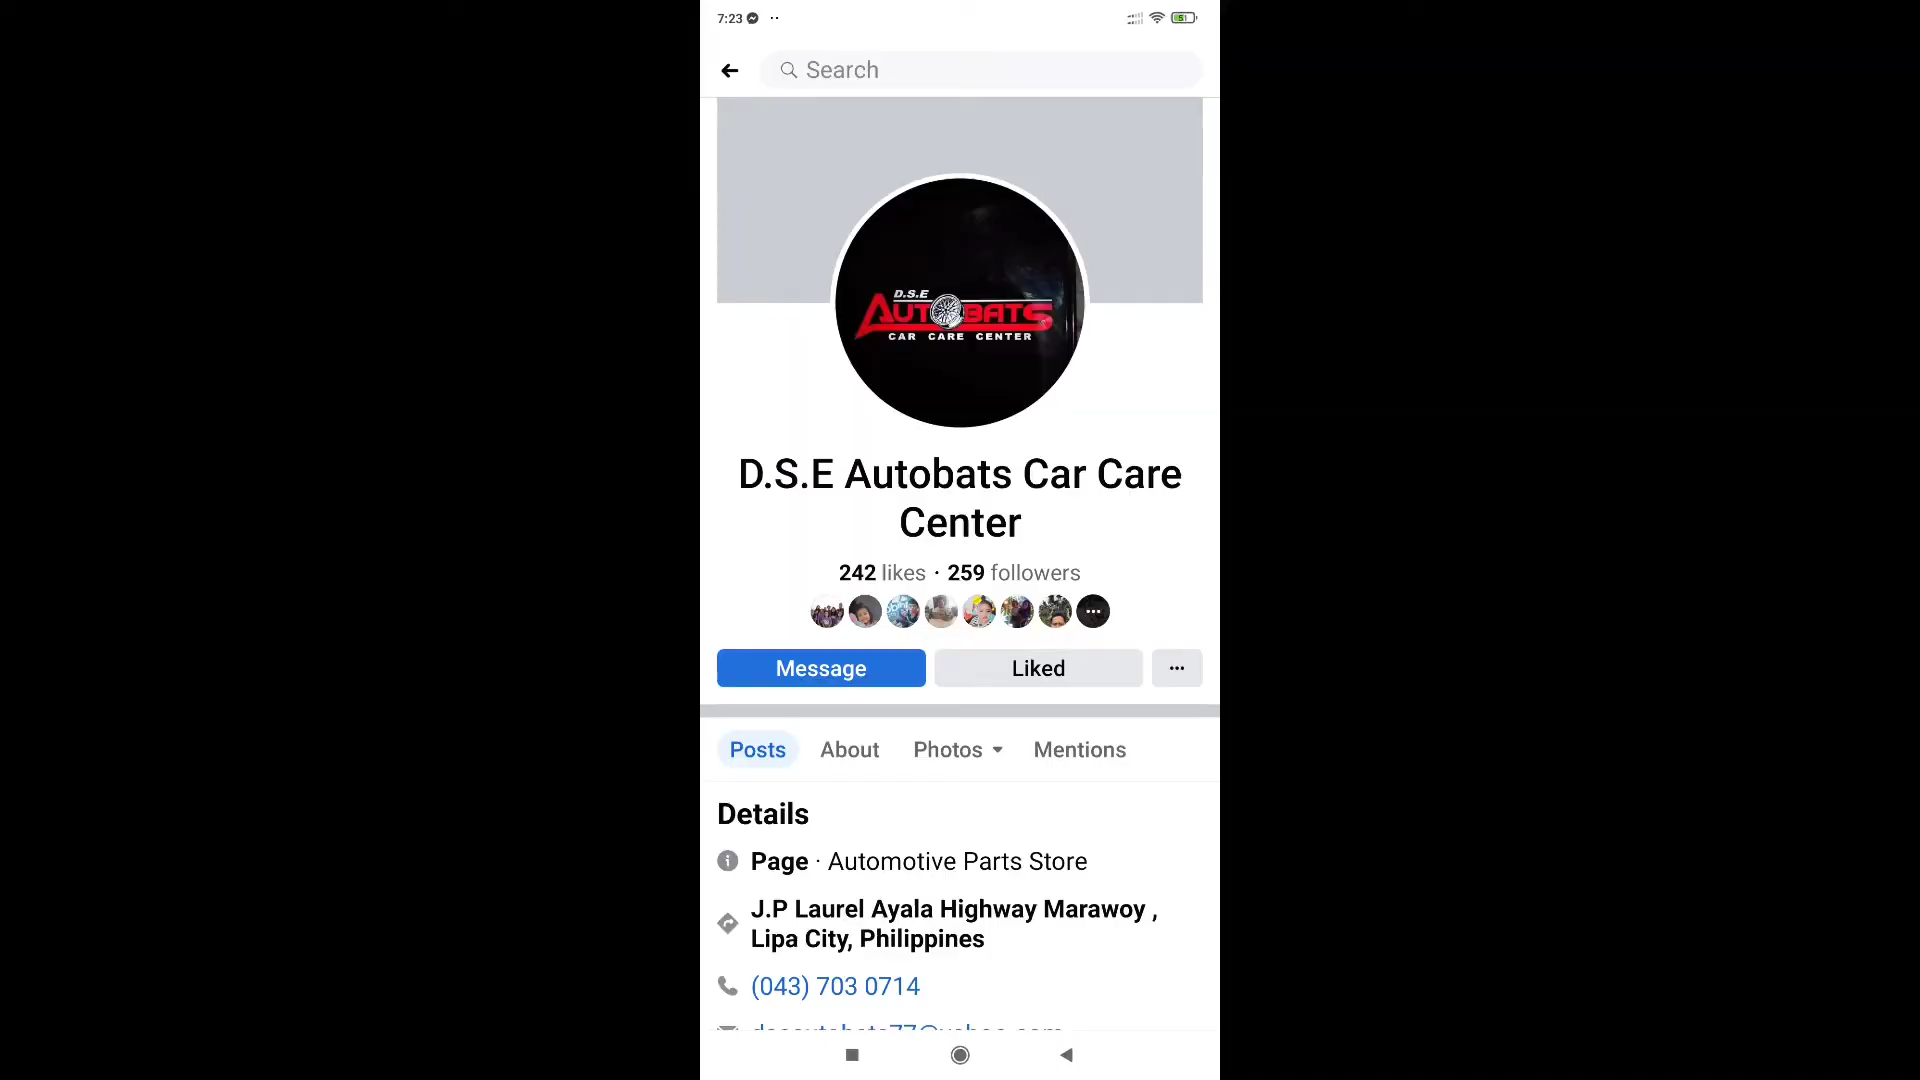 7:23
51
Search
D.S.E
AUTOBATS
CAR CARE CENTER
D.S.E Autobats Car Care
Center
242 likes · 259 followers
Message
Liked
Posts
About
Photos
Mentions
Details
Page · Automotive Parts Store
J.P Laurel Ayala Highway Marawoy ,
Lipa City, Philippines
(043) 703 0714